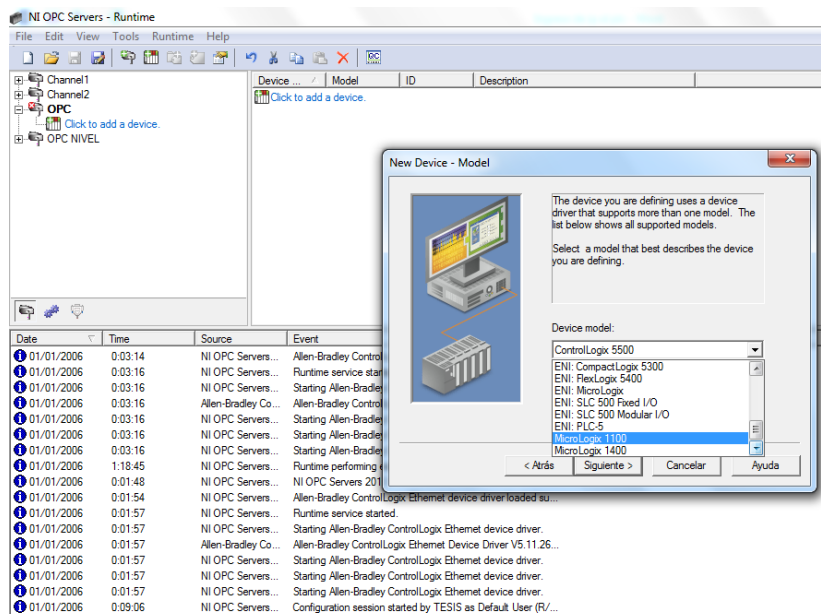 NI OPC Servers - Runtime
File Edit View Tools Runtime Help
Channel1
Channel2
OPC
Click to add a device.
OPC NIVEL
Device ... Model ID Description
Click to add a device.
New Device - Model
The device you are defining uses a device
driver that supports more than one model. The
list below shows all supported models.
Select a model that best describes the device
you are defining.
Device model:
ControlLogix 5500
ENI: CompactLogix 5300
ENI: FlexLogix 5400
ENI: MicroLogix
ENI: SLC 500 Fixed I/O
ENI: SLC 500 Modular I/O
ENI: PLC-5
MicroLogix 1100
MicroLogix 1400
< Atrás Siguiente > Cancelar Ayuda
Date Time Source Event
01/01/2006 0:03:14 NI OPC Servers... Allen-Bradley Control
01/01/2006 0:03:16 NI OPC Servers... Runtime service star
01/01/2006 0:03:16 NI OPC Servers... Starting Allen-Bradley
01/01/2006 0:03:16 Allen-Bradley Co... Allen-Bradley Control
01/01/2006 0:03:16 NI OPC Servers... Starting Allen-Bradley
01/01/2006 0:03:16 NI OPC Servers... Starting Allen-Bradley
01/01/2006 0:03:16 NI OPC Servers... Starting Allen-Bradley
01/01/2006 1:18:45 NI OPC Servers... Runtime performing
01/01/2006 0:01:48 NI OPC Servers... NI OPC Servers 201
01/01/2006 0:01:54 NI OPC Servers... Allen-Bradley ControlLogix Ethernet device driver loaded su...
01/01/2006 0:01:57 NI OPC Servers... Runtime service started.
01/01/2006 0:01:57 NI OPC Servers... Starting Allen-Bradley ControlLogix Ethernet device driver.
01/01/2006 0:01:57 Allen-Bradley Co... Allen-Bradley ControlLogix Ethernet Device Driver V5.11.26...
01/01/2006 0:01:57 NI OPC Servers... Starting Allen-Bradley ControlLogix Ethernet device driver.
01/01/2006 0:01:57 NI OPC Servers... Starting Allen-Bradley ControlLogix Ethernet device driver.
01/01/2006 0:01:57 NI OPC Servers... Starting Allen-Bradley ControlLogix Ethernet device driver.
01/01/2006 0:09:06 NI OPC Servers... Configuration session started by TESIS as Default User (R/...